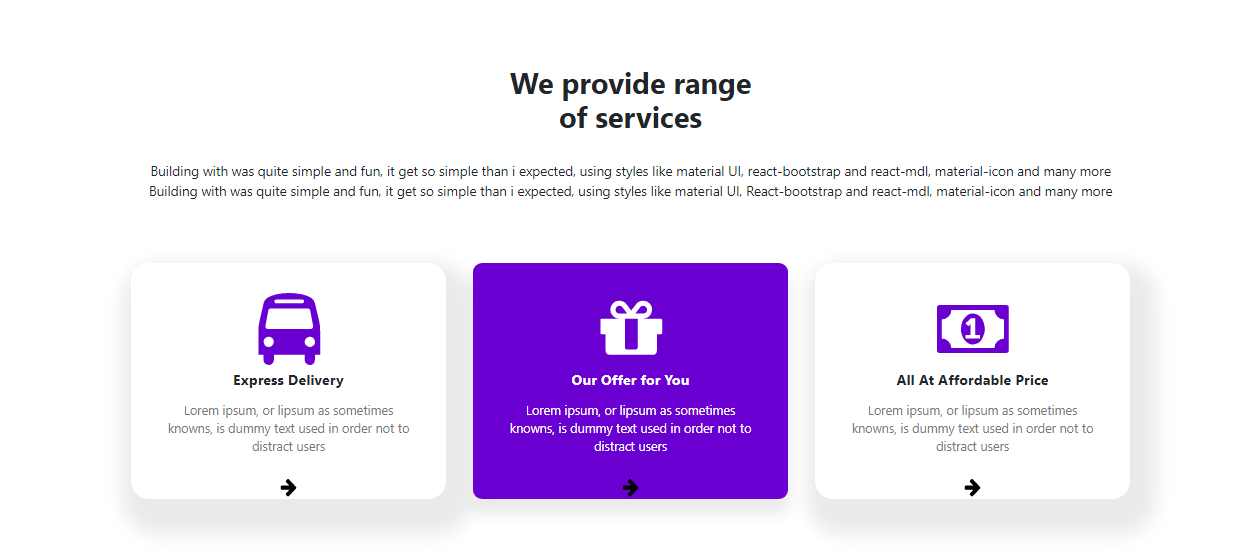 We provide range
of services
Building with was quite simple and fun, it get so simple than i expected, using styles like material UI, react-bootstrap and react-mdl, material-icon and many more
Building with was quite simple and fun, it get so simple than i expected, using styles like material UI, React-bootstrap and react-mdl, material-icon and many more
Express Delivery
Lorem ipsum, or lipsum as sometimes
knowns, is dummy text used in order not to
distract users
Our Offer for You
Lorem ipsum, or lipsum as sometimes
knowns, is dummy text used in order not to
distract users
1
All At Affordable Price
Lorem ipsum, or lipsum as sometimes
knowns, is dummy text used in order not to
distract users